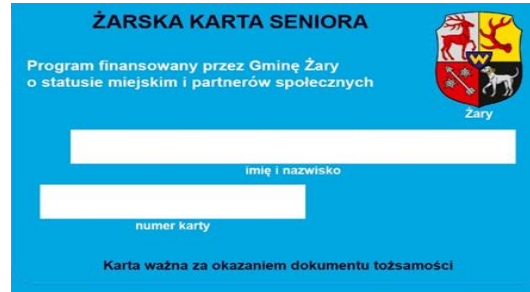 ŻARSKA KARTA SENIORA
Program finansowany przez Gminę Żary
o statusie miejskim i partnerów społecznych
W
Żary
imię i nazwisko
numer karty
Karta ważna za okazaniem dokumentu tożsamości